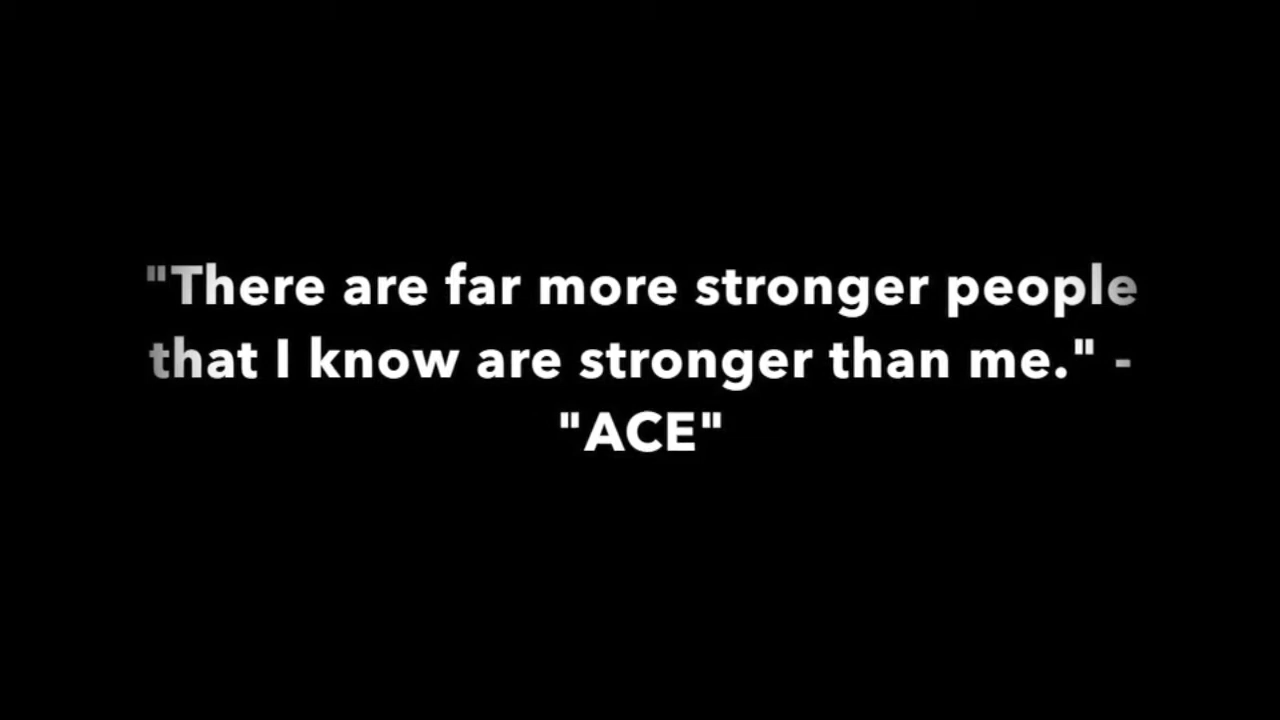 "There are far more stronger people
that I know are stronger than me." -
"ACE"